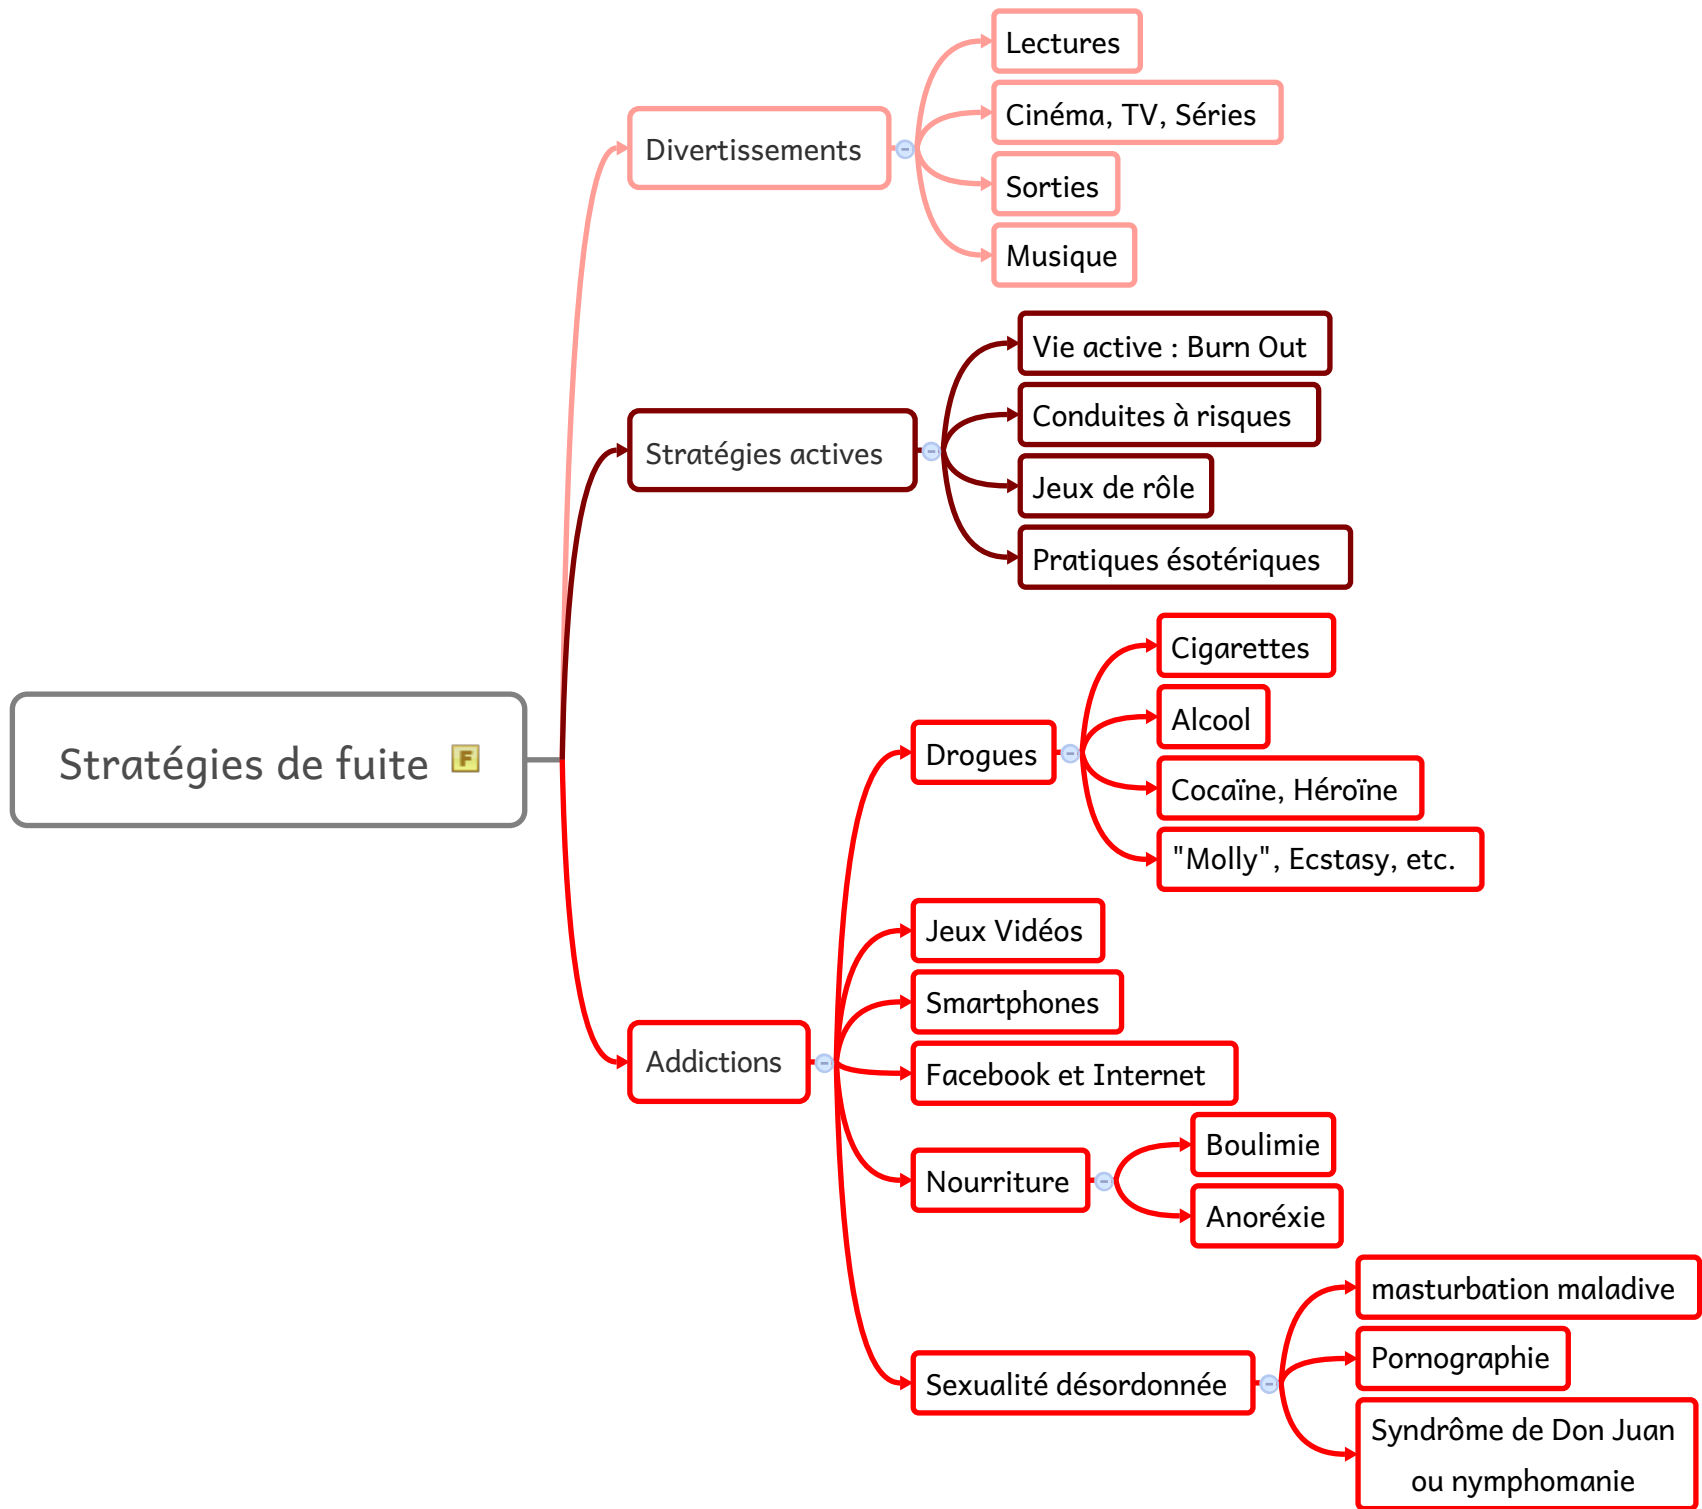 Lectures
Cinéma, TV, Séries
Divertissements
Sorties
Musique
Vie active : Burn Out
Conduites à risques
Stratégies actives
Jeux de rôle
Pratiques ésotériques
Stratégies de fuite F
Cigarettes
Alcool
Drogues
Cocaïne, Héroïne
"Molly", Ecstasy, etc.
Jeux Vidéos
Smartphones
Addictions
Facebook et Internet
Boulimie
Nourriture
Anoréxie
masturbation maladive
Pornographie
Sexualité désordonnée
Syndrôme de Don Juan
ou nymphomanie